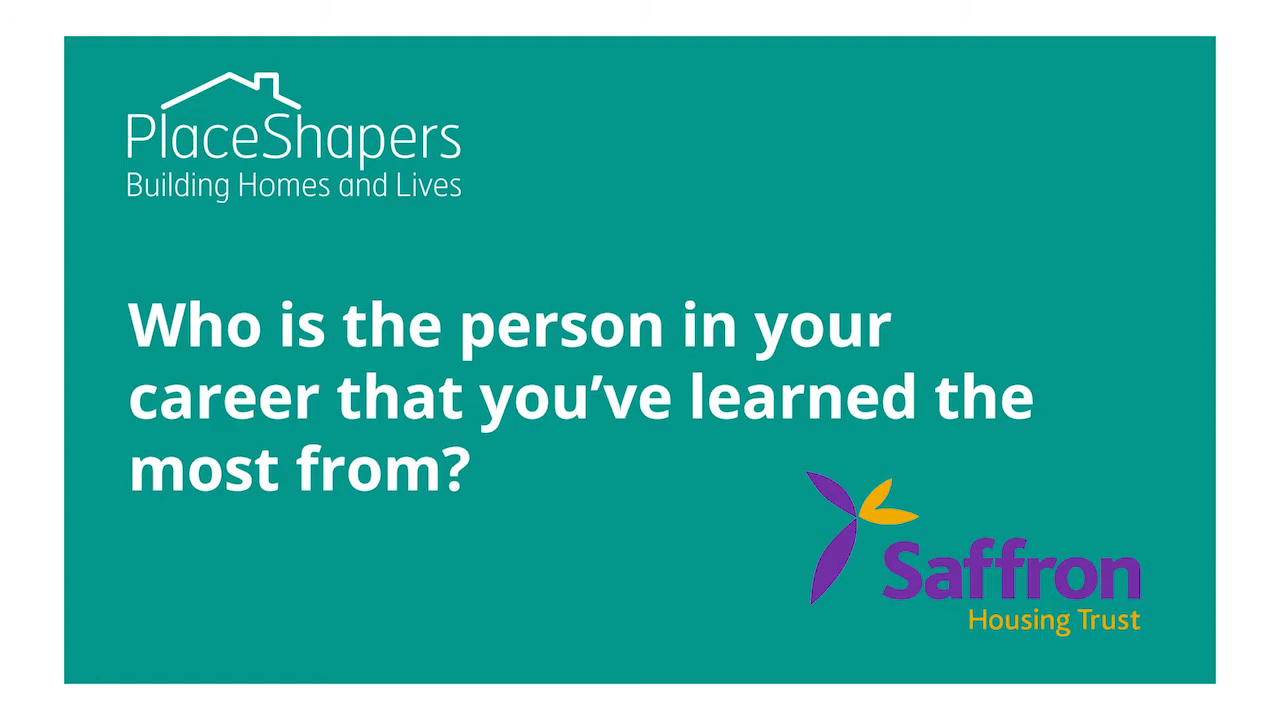 PlaceShapers
Building Homes and Lives
Who is the person in your
career that you’ve learned the
most from?
Saffron
Housing Trust